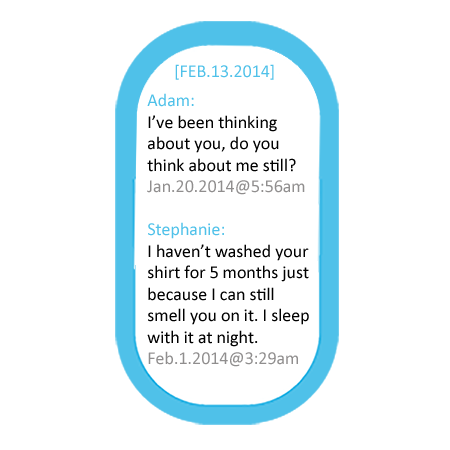 [FEB.13.2014]
Adam:
I’ve been thinking
about you, do you
think about me still?
Jan.20.2014@5:56am
Stephanie:
I haven’t washed your
shirt for 5 months just
because I can still
smell you on it. I sleep
with it at night.
Feb.1.2014@3:29am